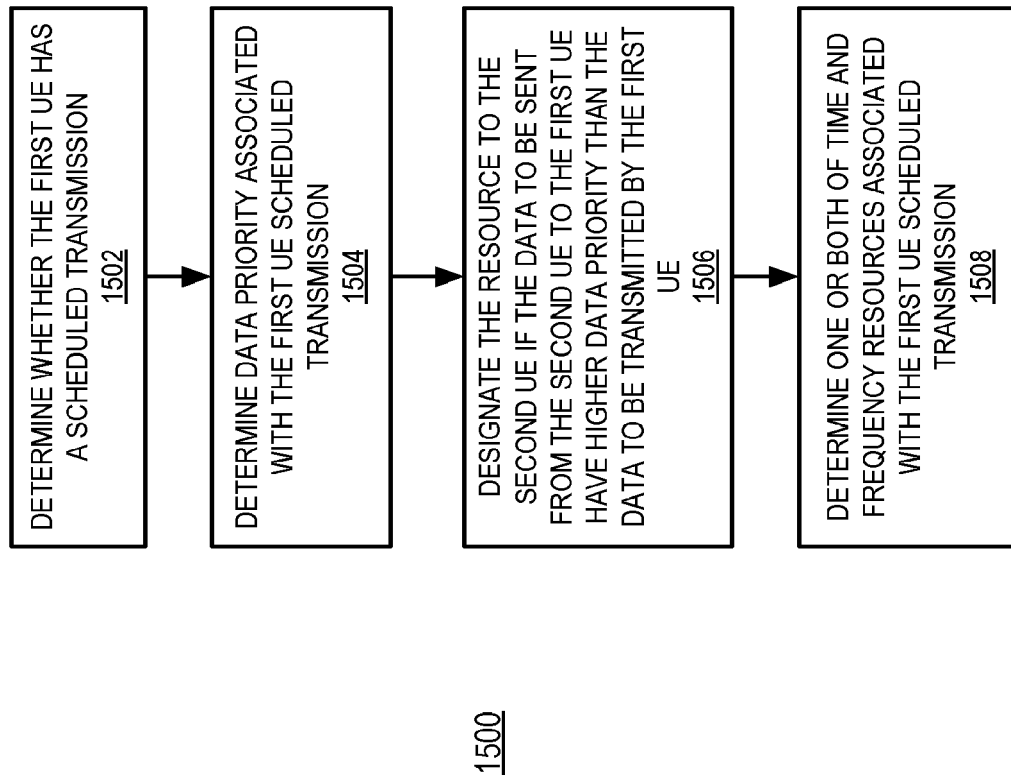 DETERMINE WHETHER THE FIRST UE HAS
A SCHEDULED TRANSMISSION
1502
DETERMINE DATA PRIORITY ASSOCIATED
WITH THE FIRST UE SCHEDULED
TRANSMISSION
1504
DESIGNATE THE RESOURCE TO THE
SECOND UE IF THE DATA TO BE SENT
FROM THE SECOND UE TO THE FIRST UE
HAVE HIGHER DATA PRIORITY THAN THE
DATA TO BE TRANSMITTED BY THE FIRST
UE
1506
DETERMINE ONE OR BOTH OF TIME AND
FREQUENCY RESOURCES ASSOCIATED
WITH THE FIRST UE SCHEDULED
TRANSMISSION
1508
1500